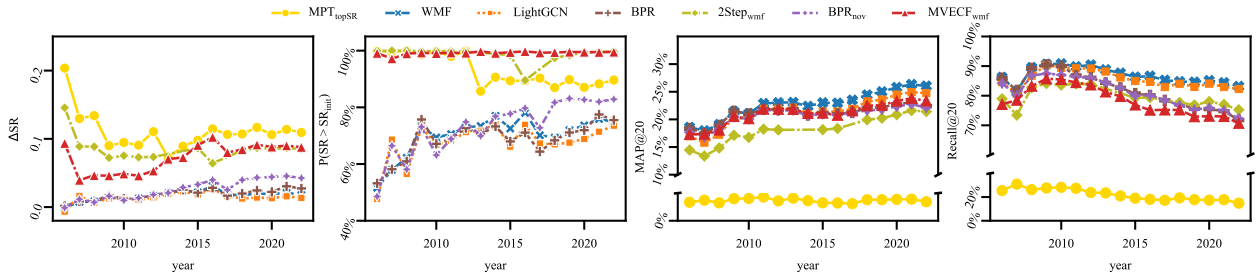 MPT_topSR WMF LightGCN BPR 2Step_wmf BPR_nov MVECF_wmf
ΔSR
0.2
0.1
0.0
2010 2015 2020
year
P(SR > SR_init)
100%
80%
60%
40%
2010 2015 2020
year
MAP@20
30%
25%
20%
15%
10%
0%
2010 2015 2020
year
Recall@20
100%
90%
80%
70%
20%
0%
2010 2015 2020
year